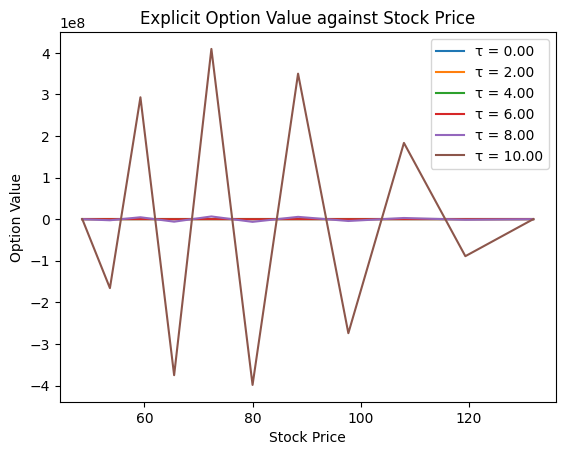 Explicit Option Value against Stock Price
1e8
τ = 0.00
τ = 2.00
τ = 4.00
τ = 6.00
τ = 8.00
τ = 10.00
4
3
2
1
0
−1
−2
−3
−4
Option Value
60
80
100
120
Stock Price